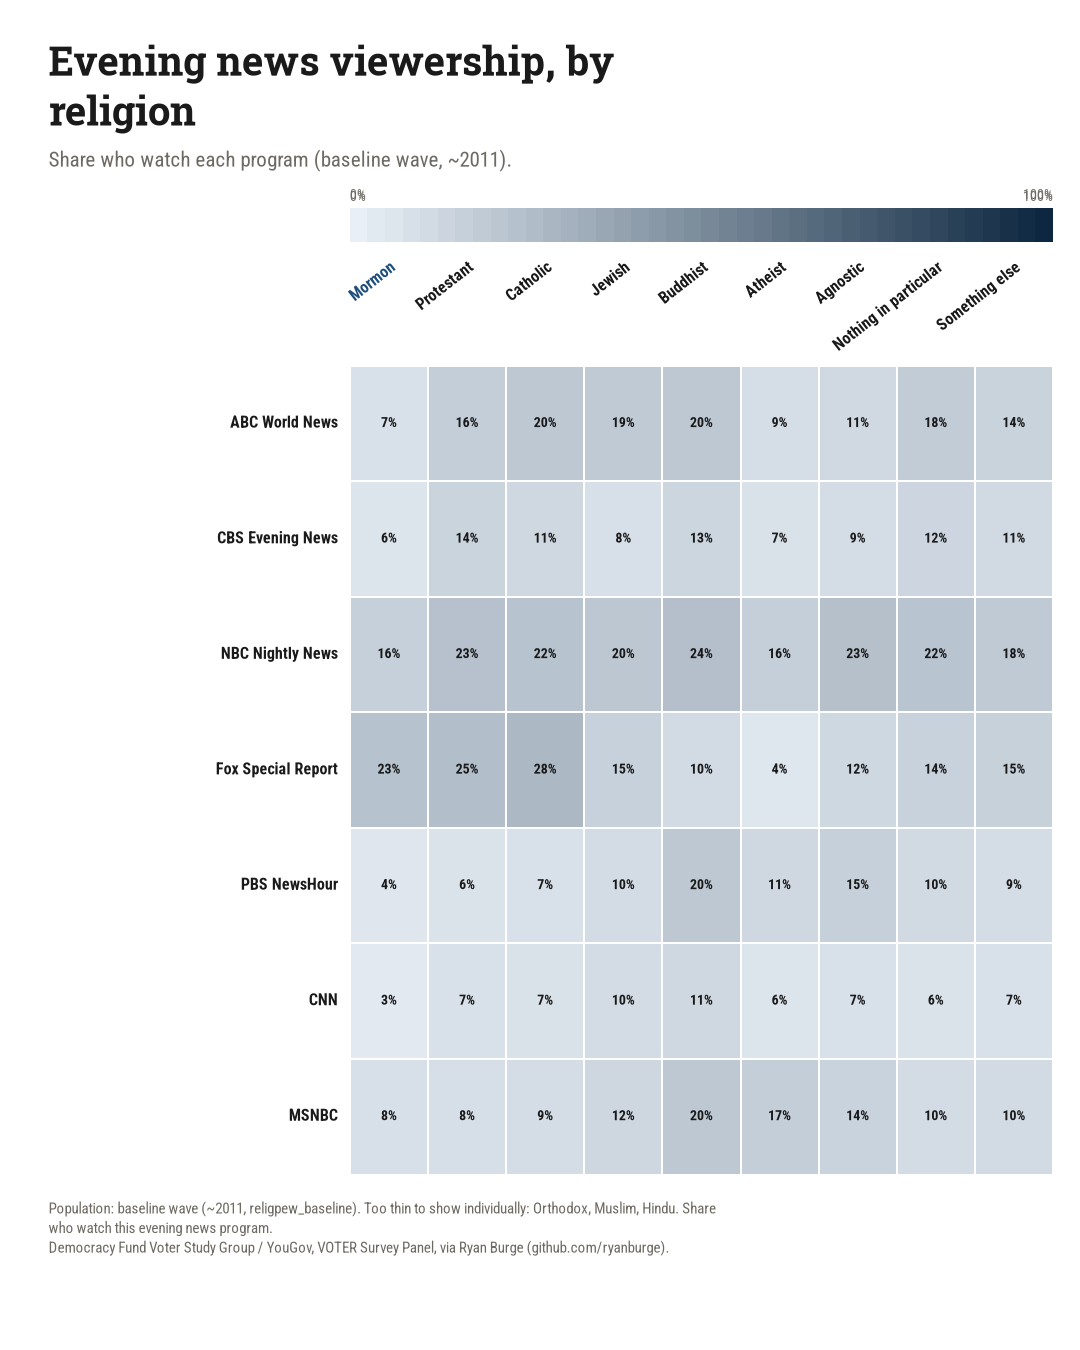 Evening news viewership, by
religion
Share who watch each program (baseline wave, ~2011).
0% 100%
Mormon Protestant Catholic Jewish Buddhist Atheist Agnostic Nothing in particular Something else
ABC World News 7% 16% 20% 19% 20% 9% 11% 18% 14%
CBS Evening News 6% 14% 11% 8% 13% 7% 9% 12% 11%
NBC Nightly News 16% 23% 22% 20% 24% 16% 23% 22% 18%
Fox Special Report 23% 25% 28% 15% 10% 4% 12% 14% 15%
PBS NewsHour 4% 6% 7% 10% 20% 11% 15% 10% 9%
CNN 3% 7% 7% 10% 11% 6% 7% 6% 7%
MSNBC 8% 8% 9% 12% 20% 17% 14% 10% 10%
Population: baseline wave (~2011, religpew_baseline). Too thin to show individually: Orthodox, Muslim, Hindu. Share
who watch this evening news program.
Democracy Fund Voter Study Group / YouGov, VOTER Survey Panel, via Ryan Burge (github.com/ryanburge).